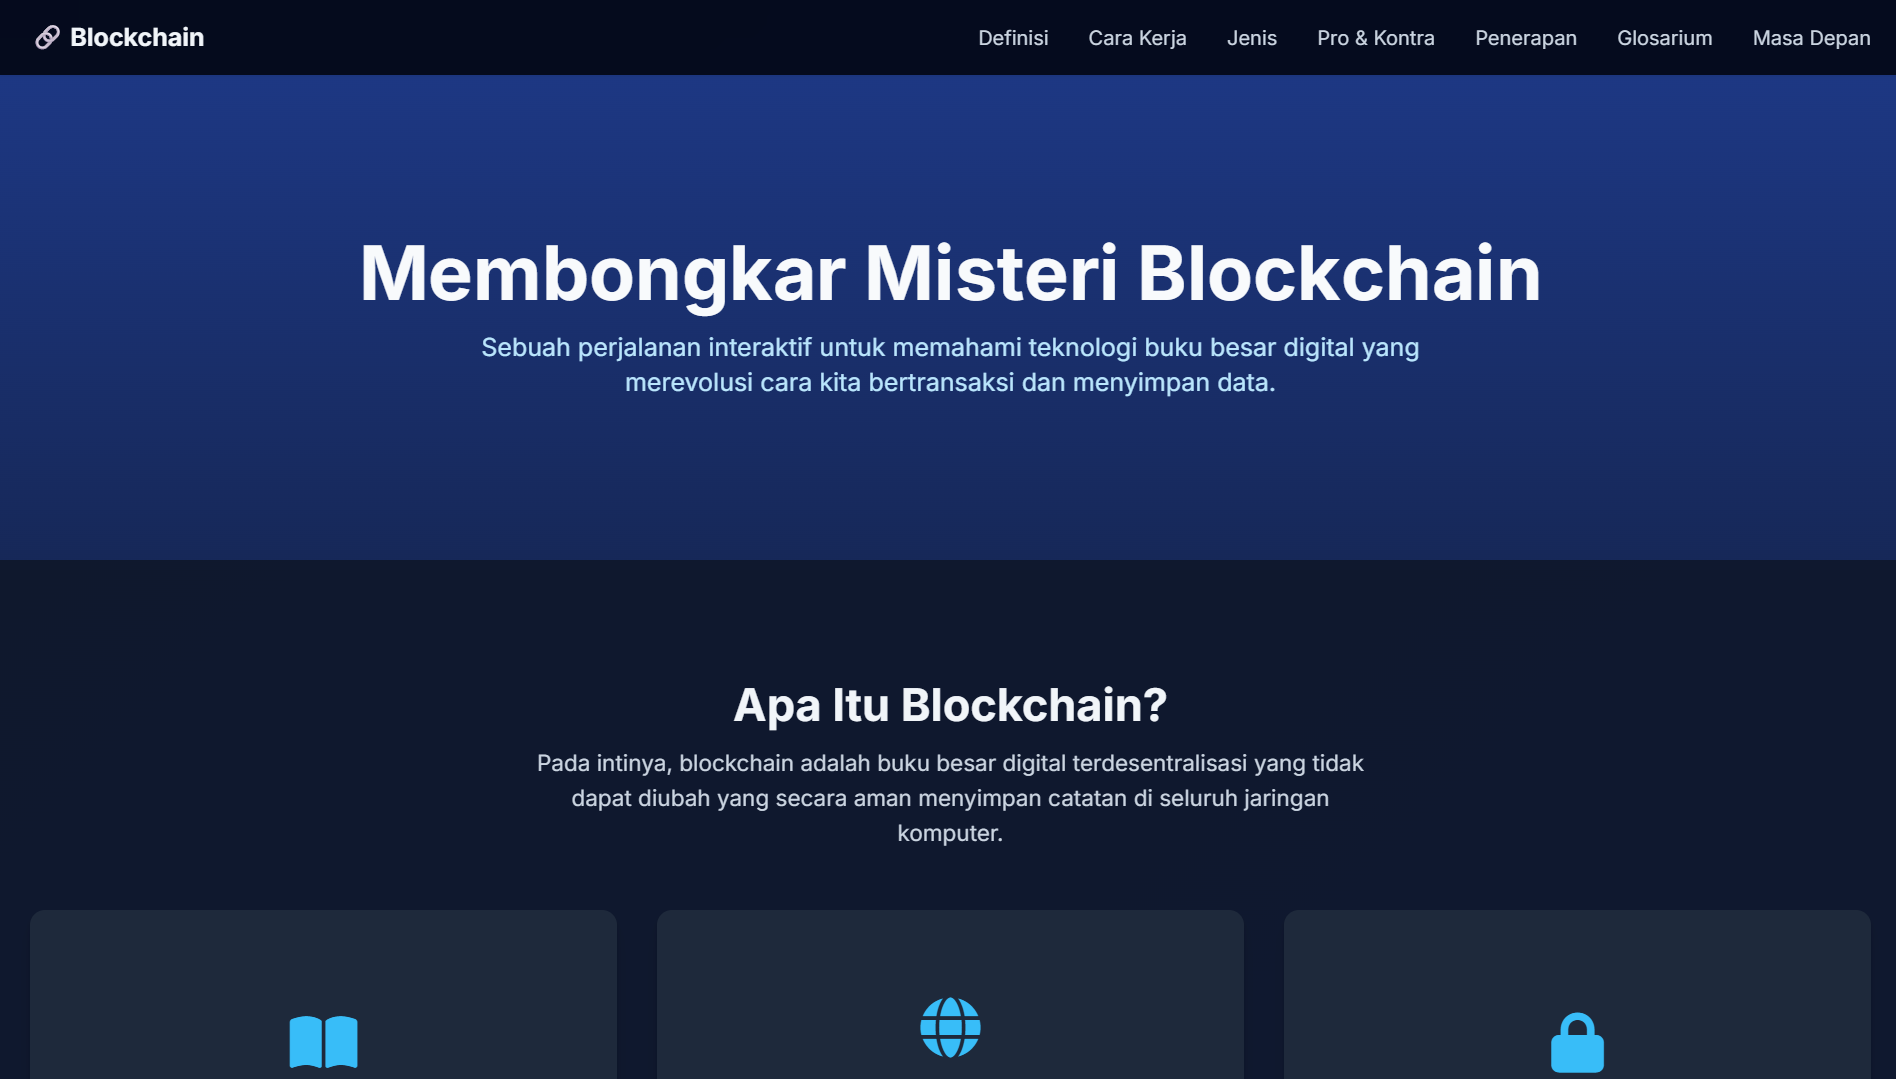 Blockchain
Definisi
Cara Kerja
Jenis
Pro & Kontra
Penerapan
Glosarium
Masa Depan
Membongkar Misteri Blockchain
Sebuah perjalanan interaktif untuk memahami teknologi buku besar digital yang
merevolusi cara kita bertransaksi dan menyimpan data.
Apa Itu Blockchain?
Pada intinya, blockchain adalah buku besar digital terdesentralisasi yang tidak
dapat diubah yang secara aman menyimpan catatan di seluruh jaringan
komputer.